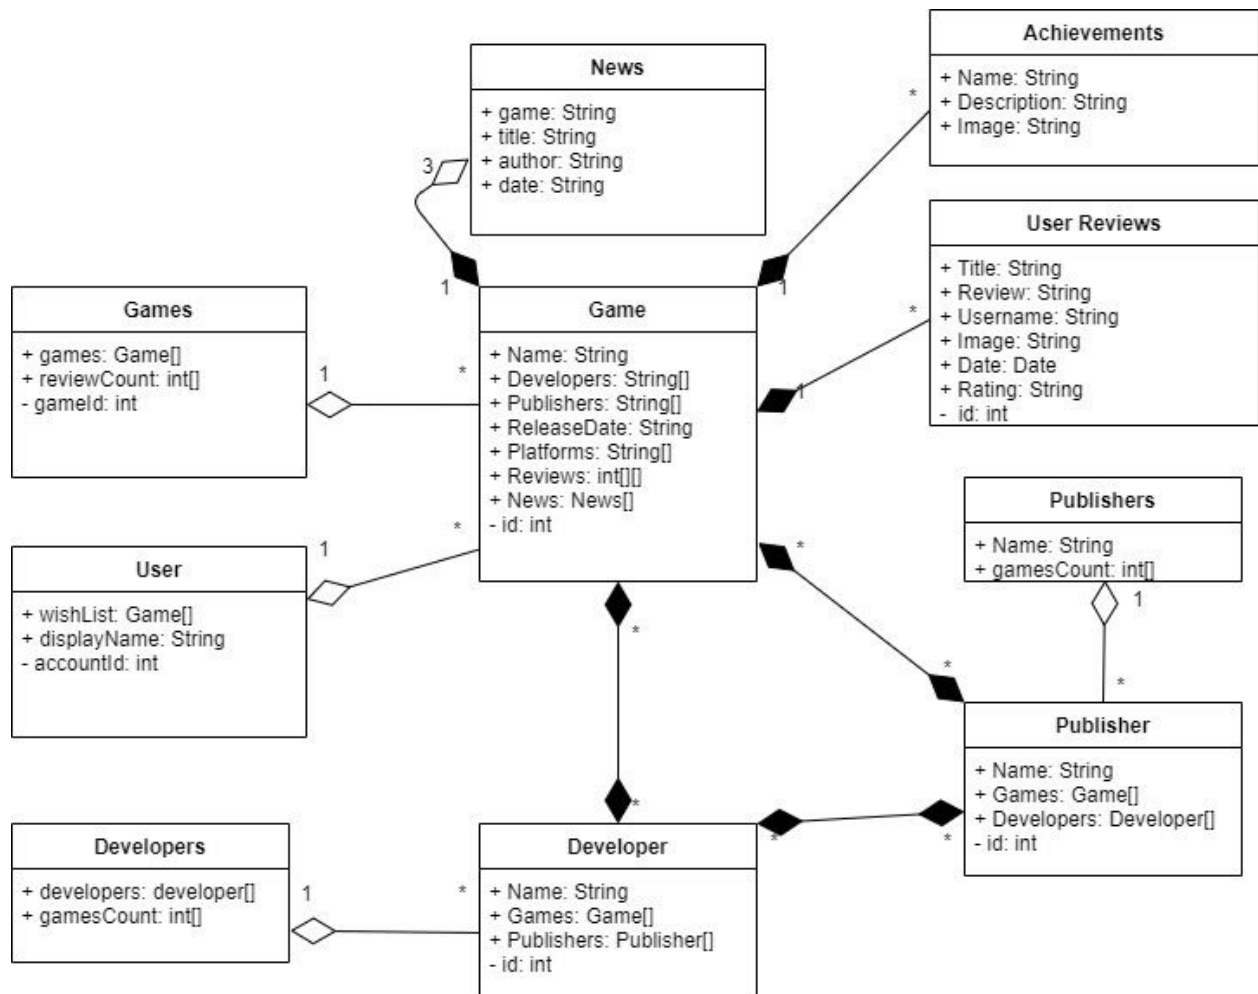 News
+ game: String
+ title: String
+ author: String
+ date: String
3
1
Achievements
+ Name: String
+ Description: String
+ Image: String
*
1
User Reviews
+ Title: String
+ Review: String
+ Username: String
+ Image: String
+ Date: Date
+ Rating: String
- id: int
*
1
Games
+ games: Game[]
+ reviewCount: int[]
- gameId: int
1
*
Game
+ Name: String
+ Developers: String[]
+ Publishers: String[]
+ ReleaseDate: String
+ Platforms: String[]
+ Reviews: int[][]
+ News: News[]
- id: int
User
+ wishList: Game[]
+ displayName: String
- accountId: int
1
*
*
*
Publishers
+ Name: String
+ gamesCount: int[]
1
*
Publisher
+ Name: String
+ Games: Game[]
+ Developers: Developer[]
- id: int
*
*
*
*
Developers
+ developers: developer[]
+ gamesCount: int[]
1
*
Developer
+ Name: String
+ Games: Game[]
+ Publishers: Publisher[]
- id: int